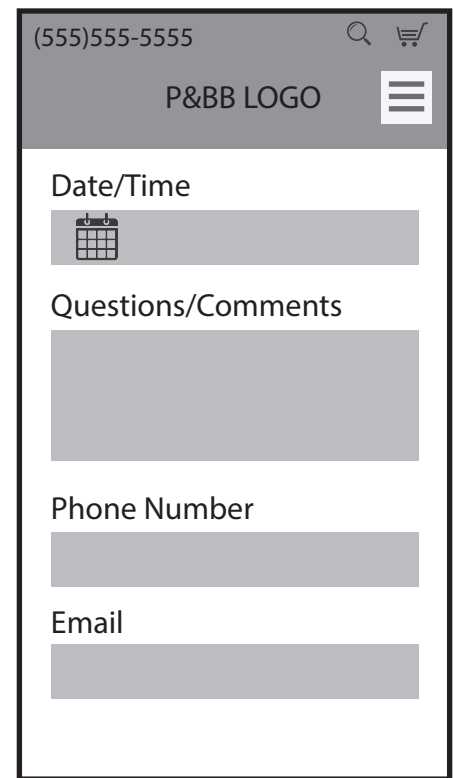 (555)555-5555
P&BB LOGO
Date/Time
Questions/Comments
Phone Number
Email